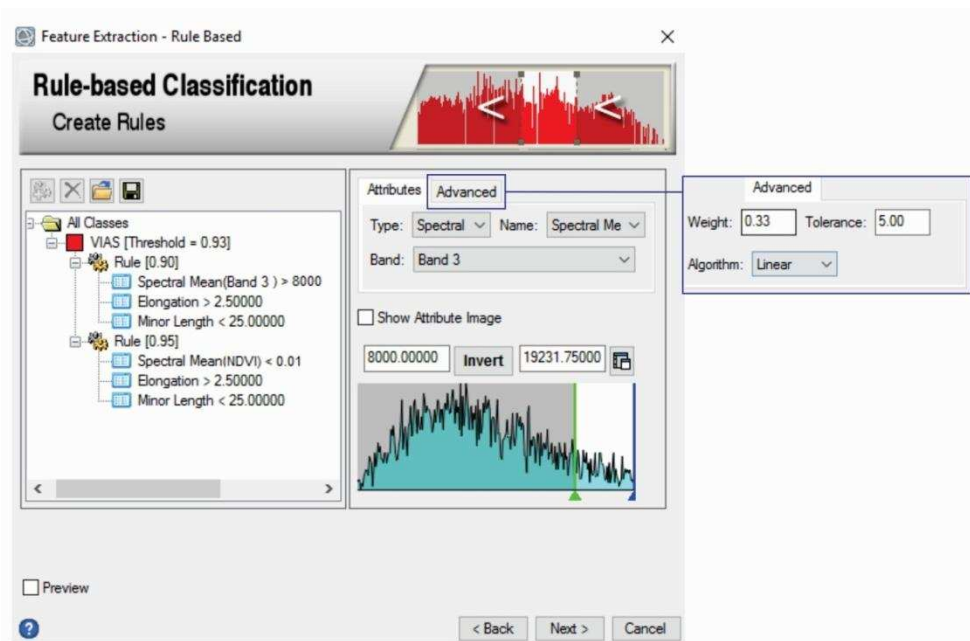 Feature Extraction - Rule Based
Rule-based Classification
Create Rules
All Classes
VIAS [Threshold = 0.93]
Rule [0.90]
Spectral Mean(Band 3 ) > 8000
Elongation > 2.50000
Minor Length < 25.00000
Rule [0.95]
Spectral Mean(NDVI) < 0.01
Elongation > 2.50000
Minor Length < 25.00000
Attributes Advanced
Type: Spectral Name: Spectral Me
Band: Band 3
Show Attribute Image
8000.00000 Invert 19231.75000
Advanced
Weight: 0.33 Tolerance: 5.00
Algorithm: Linear
Preview
? < Back Next > Cancel